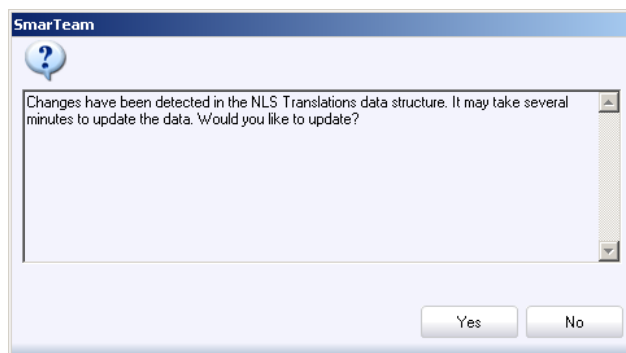 SmarTeam
Changes have been detected in the NLS Translations data structure. It may take several
minutes to update the data. Would you like to update?
Yes No